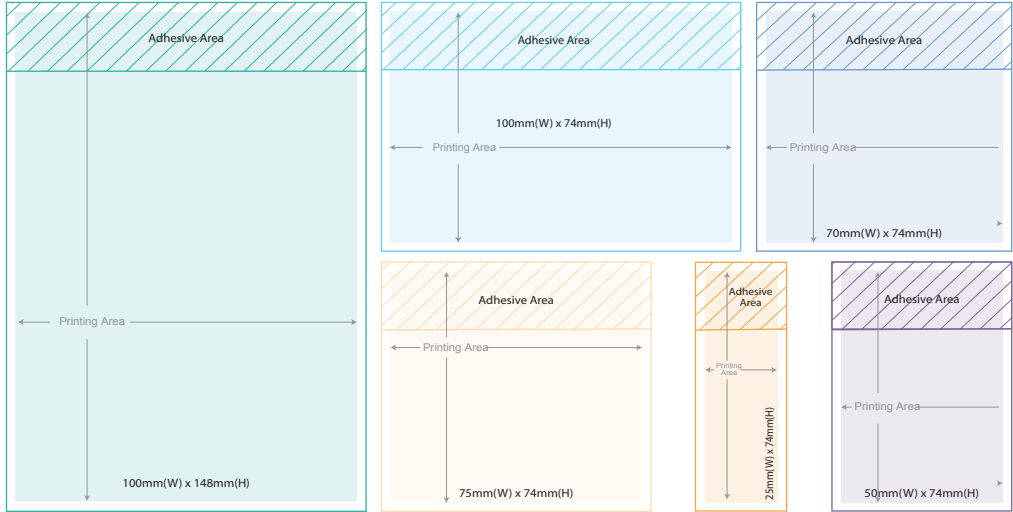 Adhesive Area
Printing Area
100mm(W) x 148mm(H)
Adhesive Area
100mm(W) x 74mm(H)
Printing Area
Adhesive Area
Printing Area
70mm(W) x 74mm(H)
Adhesive Area
Printing Area
75mm(W) x 74mm(H)
Adhesive
Area
Printing
Area
25mm(W) x 74mm(H)
Adhesive Area
Printing Area
50mm(W) x 74mm(H)